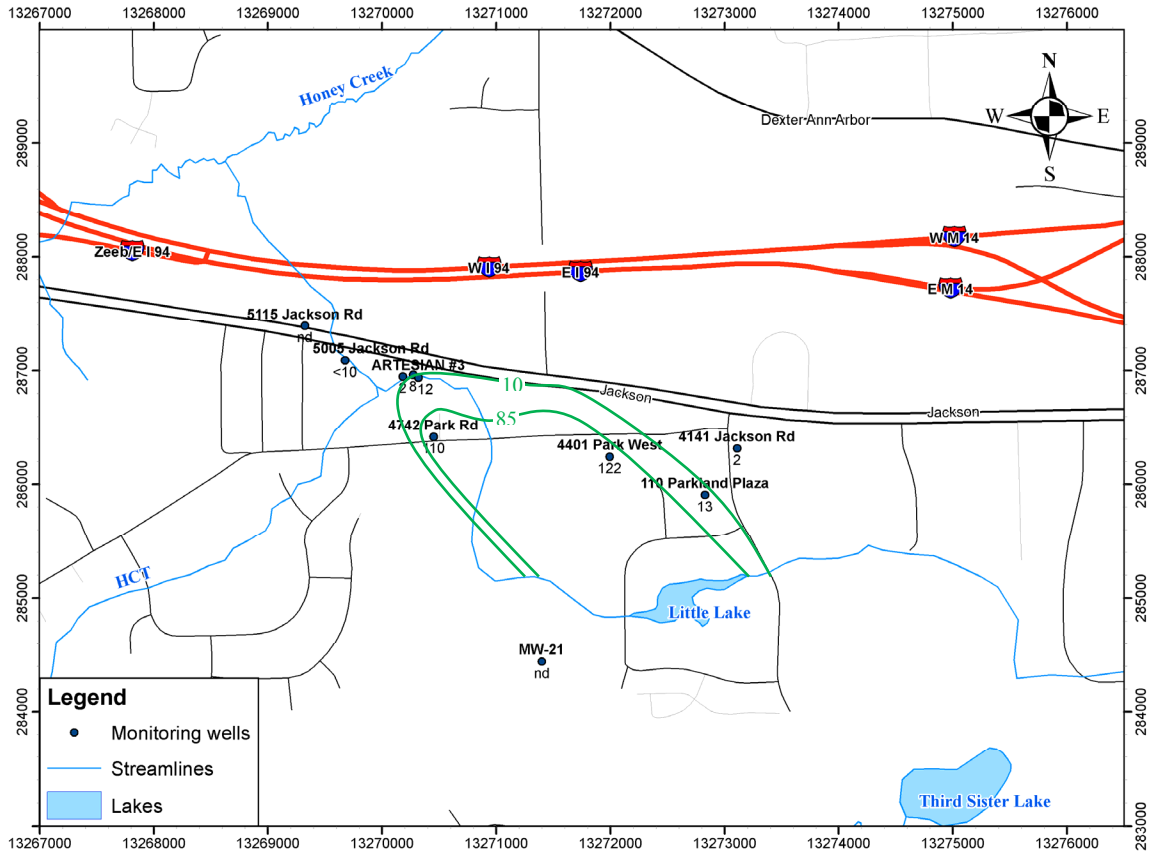 13267000 13268000 13269000 13270000 13271000 13272000 13273000 13274000 13275000 13276000
Honey Creek
N
W E
S
Dexter Ann Arbor
289000 289000
288000 288000
Zeeb/E I 94
W I 94
E I 94
W M 14
E M 14
5115 Jackson Rd
nd
5005 Jackson Rd
<10
ARTESIAN #3
2 8 12
287000 287000
10
Jackson
Jackson
85
4742 Park Rd
110
4401 Park West
122
4141 Jackson Rd
2
286000 286000
110 Parkland Plaza
13
HCT
285000 285000
Little Lake
MW-21
nd
284000 284000
Legend
Monitoring wells
Streamlines
Lakes
Third Sister Lake
283000 283000
13267000 13268000 13269000 13270000 13271000 13272000 13273000 13274000 13275000 13276000